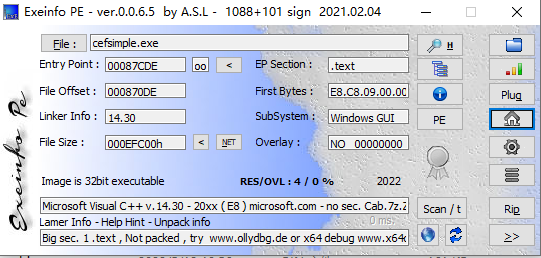 Exeinfo PE - ver.0.0.6.5 by A.S.L - 1088+101 sign 2021.02.04
File : cefsimple.exe H
Entry Point : 00087CDE oo < EP Section : .text
File Offset : 000870DE First Bytes : E8.C8.09.00.00 Plug
Linker Info : 14.30 SubSystem : Windows GUI PE
File Size : 000EFC00h < NET Overlay : NO 00000000
Image is 32bit executable RES/OVL : 4 / 0 % 2022
Microsoft Visual C++ v.14.30 - 20xx ( E8 ) microsoft.com - no sec. Cab.7z.Z Scan / t Rip
Lamer Info - Help Hint - Unpack info 0 ms.
Big sec. 1 .text , Not packed , try www.ollydbg.de or x64 debug www.x64d >>
Exeinfo Pe